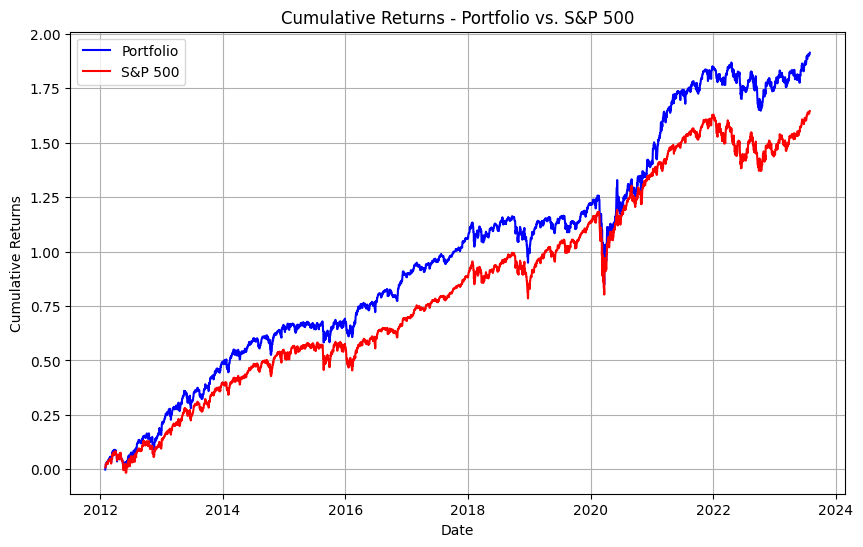 Cumulative Returns - Portfolio vs. S&P 500
Portfolio
S&P 500
Cumulative Returns
2.00
1.75
1.50
1.25
1.00
0.75
0.50
0.25
0.00
2012 2014 2016 2018 2020 2022 2024
Date